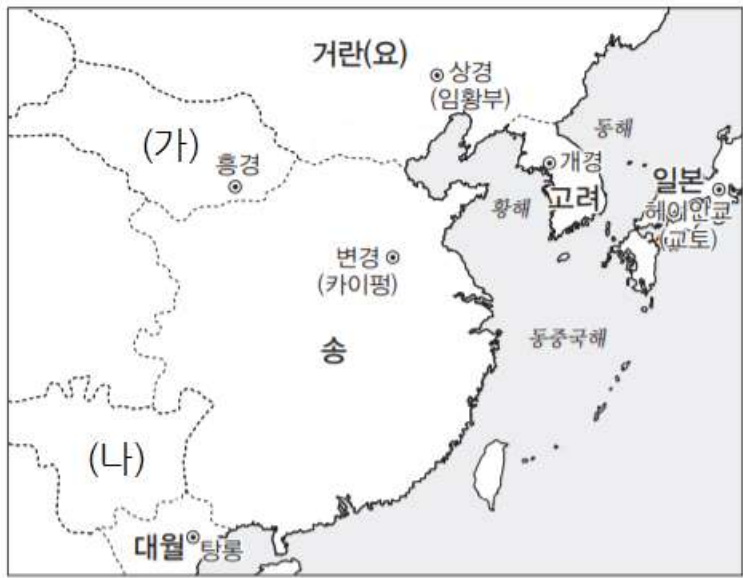 거란(요)
상경
(임황부)
(가)
흥경
동해
개경
일본
고려
헤이안쿄
(교토)
황해
변경
(카이펑)
송
동중국해
(나)
대월
탕롱